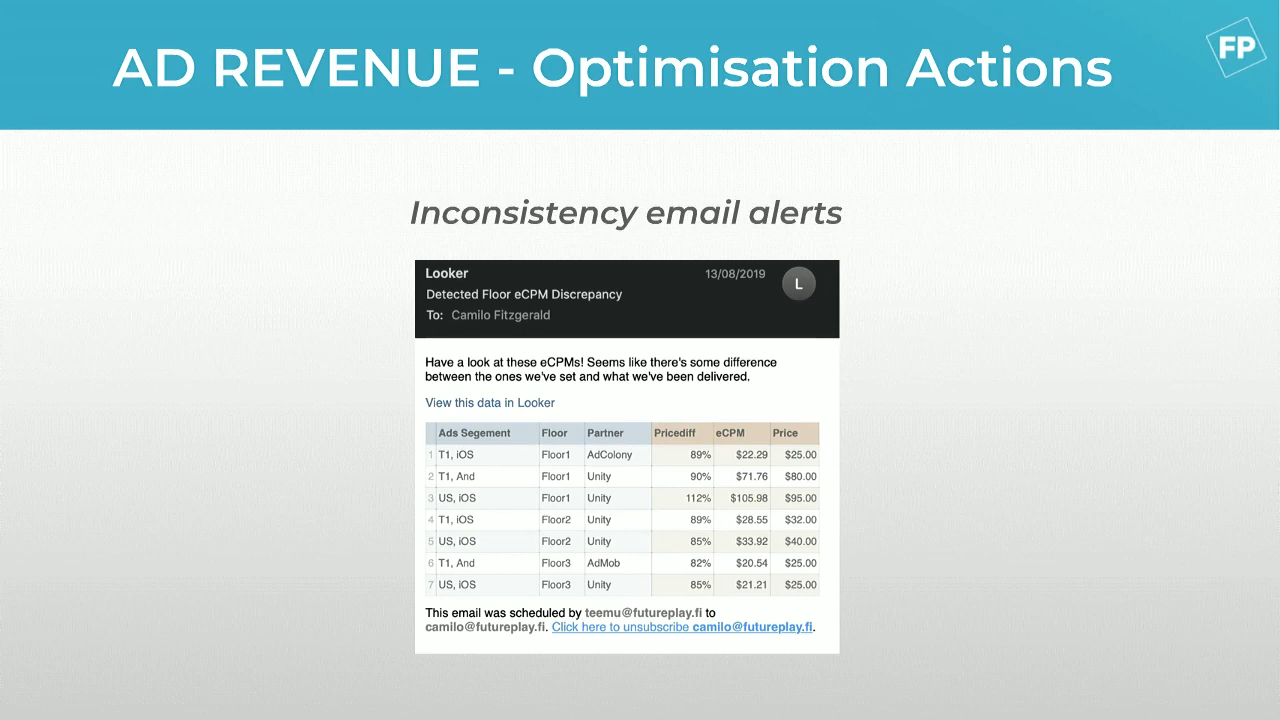 AD REVENUE - Optimisation Actions
FP
Inconsistency email alerts
Looker 13/08/2019 L
Detected Floor eCPM Discrepancy
To: Camilo Fitzgerald
Have a look at these eCPMs! Seems like there's some difference
between the ones we've set and what we've been delivered.
View this data in Looker
Ads Segement Floor Partner Pricediff eCPM Price
1 T1, iOS Floor1 AdColony 89% $22.29 $25.00
2 T1, And Floor1 Unity 90% $71.76 $80.00
3 US, iOS Floor1 Unity 112% $105.98 $95.00
4 T1, iOS Floor2 Unity 89% $28.55 $32.00
5 US, iOS Floor2 Unity 85% $33.92 $40.00
6 T1, And Floor3 AdMob 82% $20.54 $25.00
7 US, iOS Floor3 Unity 85% $21.21 $25.00
This email was scheduled by teemu@futureplay.fi to
camilo@futureplay.fi. Click here to unsubscribe camilo@futureplay.fi.